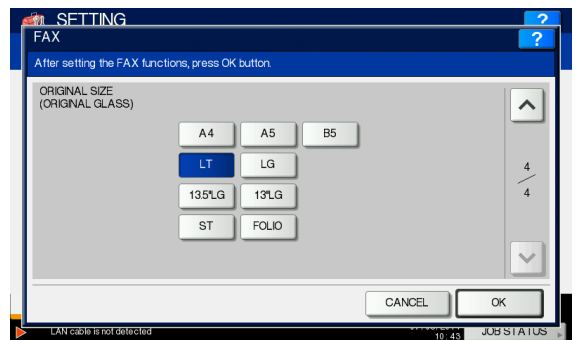 SETTING
?
FAX
?
After setting the FAX functions, press OK button.
ORIGINAL SIZE
(ORIGINAL GLASS)
A4
A5
B5
LT
LG
4
13.5"LG
13"LG
4
ST
FOLIO
CANCEL
OK
LAN cable is not detected
10:43
JOB STATUS